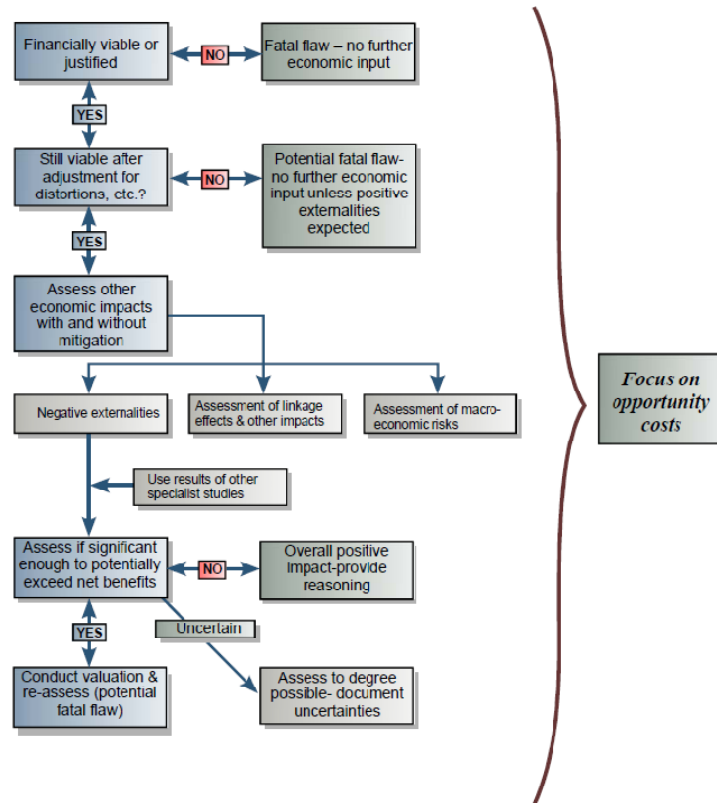 Financially viable or
justified
NO
Fatal flaw – no further
economic input
YES
Still viable after
adjustment for
distortions, etc.?
NO
Potential fatal flaw-
no further economic
input unless positive
externalities
expected
YES
Assess other
economic impacts
with and without
mitigation
Negative externalities
Assessment of linkage
effects & other impacts
Assessment of macro-
economic risks
Use results of other
specialist studies
Assess if significant
enough to potentially
exceed net benefits
NO
Overall positive
impact-provide
reasoning
YES
Uncertain
Conduct valuation &
re-assess (potential
fatal flaw)
Assess to degree
possible- document
uncertainties
Focus on
opportunity
costs